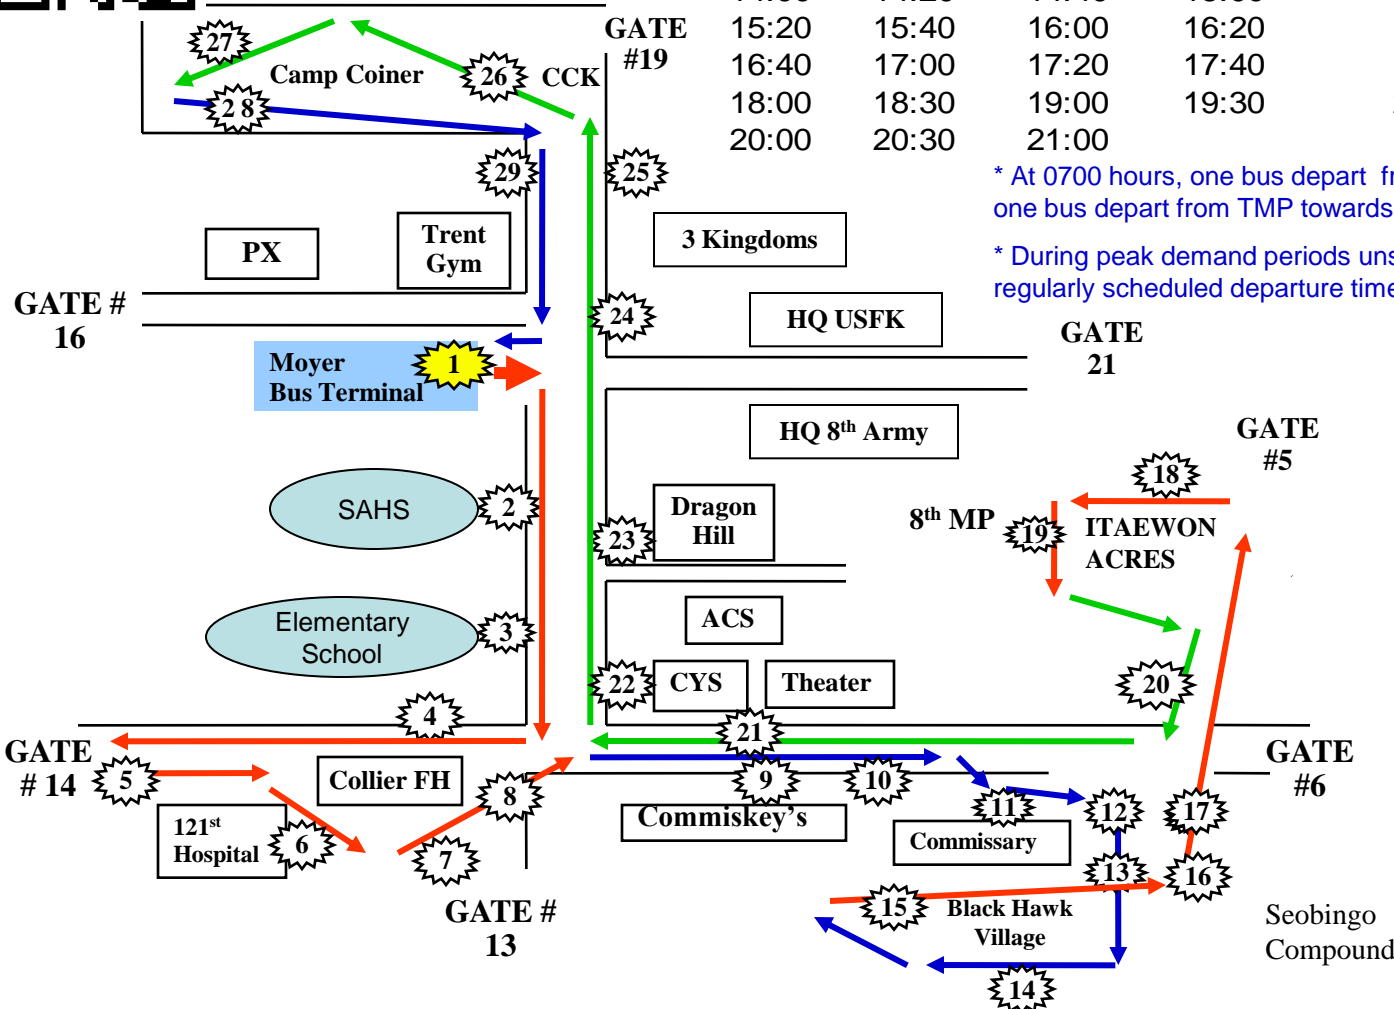 15:20 15:40 16:00 16:20
16:40 17:00 17:20 17:40
18:00 18:30 19:00 19:30
20:00 20:30 21:00
* At 0700 hours, one bus depart
one bus depart from TMP towards
* During peak demand periods
regularly scheduled departure
GATE
#19
27
Camp Coiner
26
CCK
28
29
25
PX
Trent
Gym
3 Kingdoms
GATE #
16
24
HQ USFK
GATE
21
Moyer
Bus Terminal
1
HQ 8th Army
GATE
#5
18
SAHS
2
Dragon
Hill
23
8th MP
19
ITAEWON
ACRES
Elementary
School
3
ACS
22
CYS
Theater
20
4
21
GATE
# 14
5
Collier FH
8
9
10
11
12
17
GATE
#6
121st
Hospital
6
7
Commiskey's
Commissary
13
16
15
Black Hawk
Village
GATE #
13
14
Seobingo
Compound